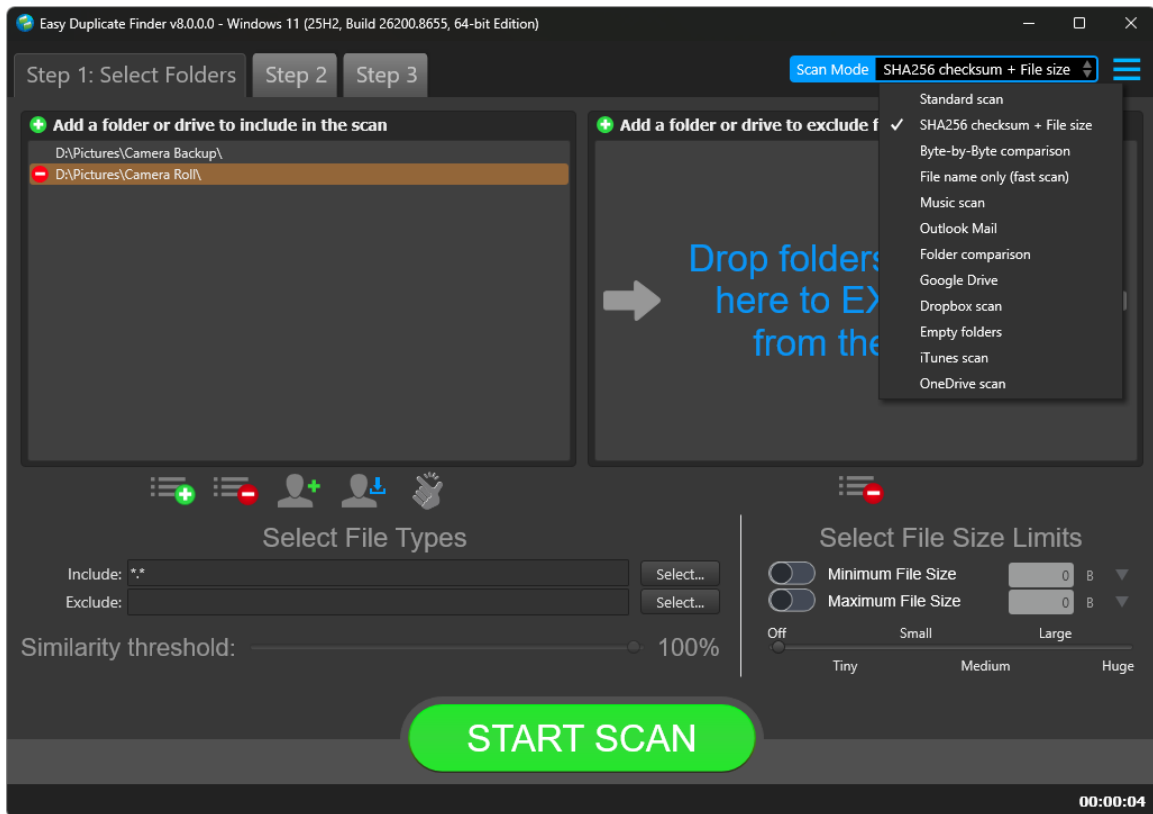 Easy Duplicate Finder v8.0.0.0 - Windows 11 (25H2, Build 26200.8655, 64-bit Edition)
Step 1: Select Folders
Step 2
Step 3
Scan Mode
SHA256 checksum + File size
Standard scan
SHA256 checksum + File size
Byte-by-Byte comparison
File name only (fast scan)
Music scan
Outlook Mail
Folder comparison
Google Drive
Dropbox scan
Empty folders
iTunes scan
OneDrive scan
Add a folder or drive to include in the scan
D:\Pictures\Camera Backup\
D:\Pictures\Camera Roll\
Add a folder or drive to exclude f
Drop folders
here to EX
from the
Select File Types
Include: *.*
Select...
Exclude:
Select...
Similarity threshold:
100%
Select File Size Limits
Minimum File Size
0 B
Maximum File Size
0 B
Off
Small
Large
Tiny
Medium
Huge
START SCAN
00:00:04